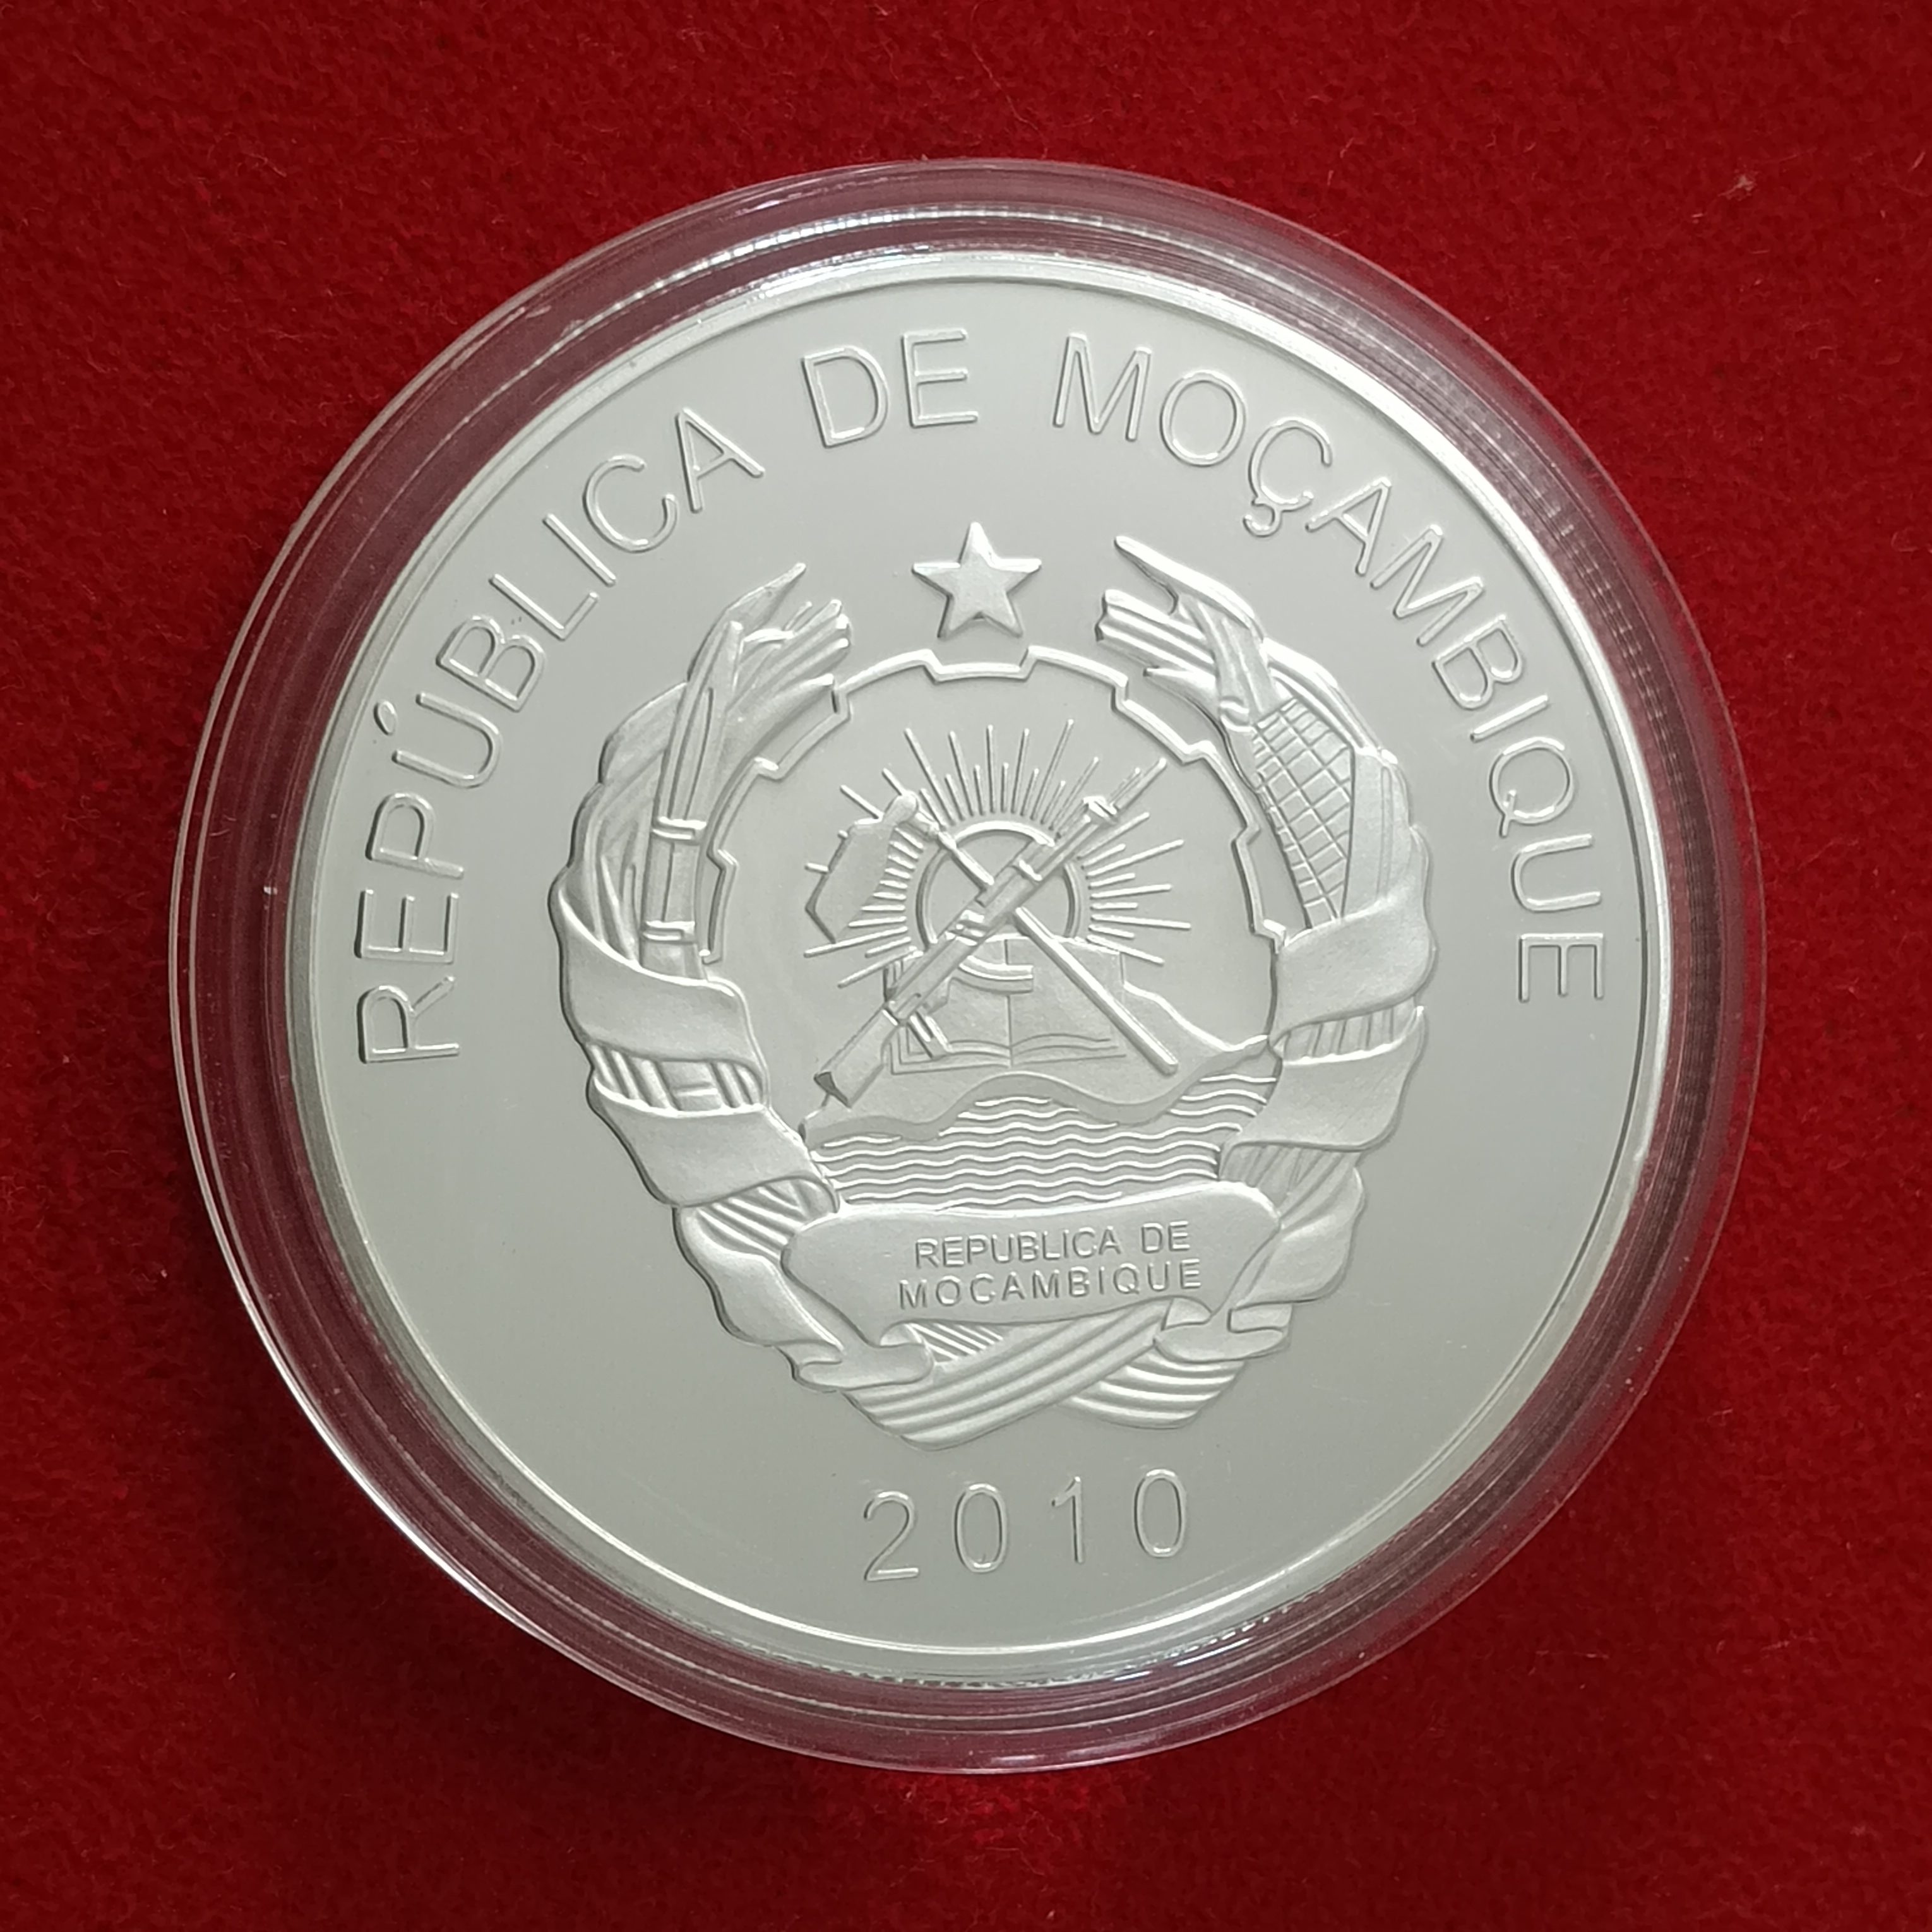 REPÚBLICA DE MOÇAMBIQUE
REPUBLICA DE
MOCAMBIQUE
2010